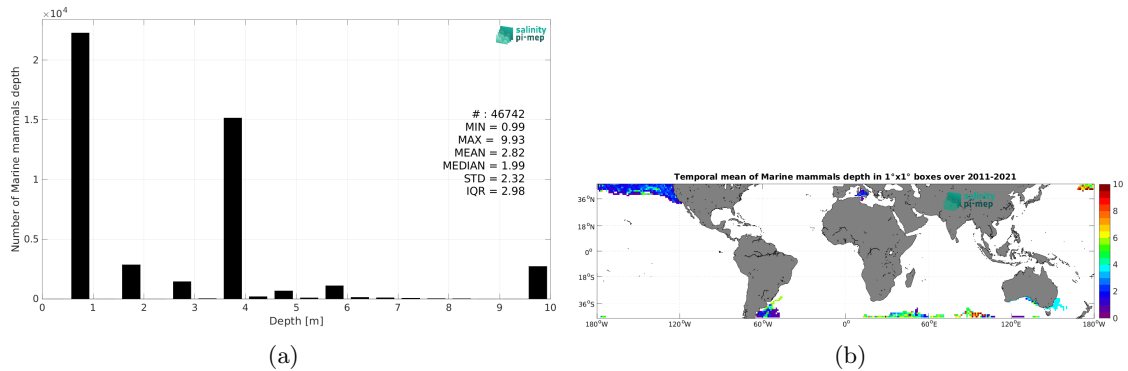 ×10⁴
salinity
pi-mep
2
1.5
1
0.5
0
Number of Marine mammals depth
# : 46742
MIN = 0.99
MAX = 9.93
MEAN = 2.82
MEDIAN = 1.99
STD = 2.32
IQR = 2.98
0 1 2 3 4 5 6 7 8 9 10
Depth [m]
(a)
Temporal mean of Marine mammals depth in 1°x1° boxes over 2011-2021
salinity
pi-mep
36°N
18°N
0°
18°S
36°S
180°W 120°W 60°W 0° 60°E 120°E 180°W
10
8
6
4
2
0
(b)